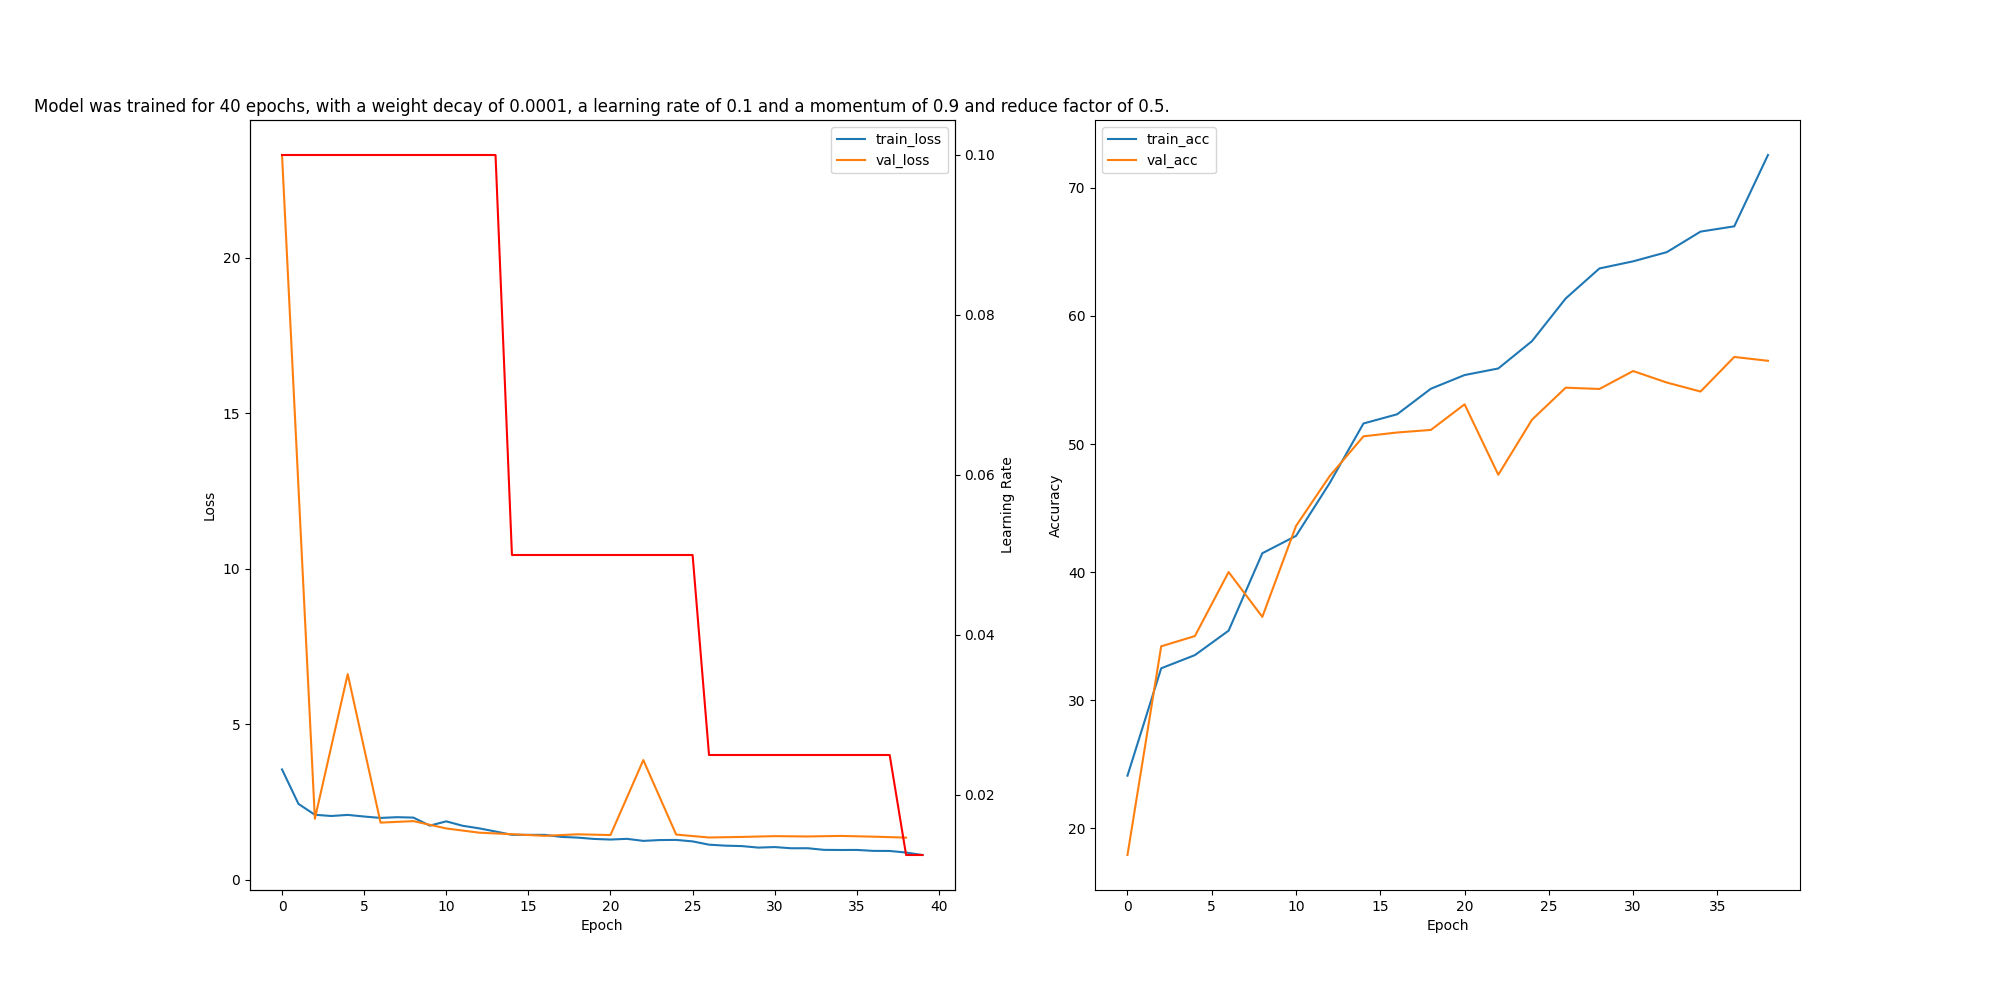 Model was trained for 40 epochs, with a weight decay of 0.0001, a learning rate of 0.1 and a momentum of 0.9 and reduce factor of 0.5.
train_loss
val_loss
20
15
10
5
0
Loss
0 5 10 15 20 25 30 35 40
Epoch
0.10
0.08
0.06
0.04
0.02
Learning Rate
train_acc
val_acc
70
60
50
40
30
20
Accuracy
0 5 10 15 20 25 30 35
Epoch